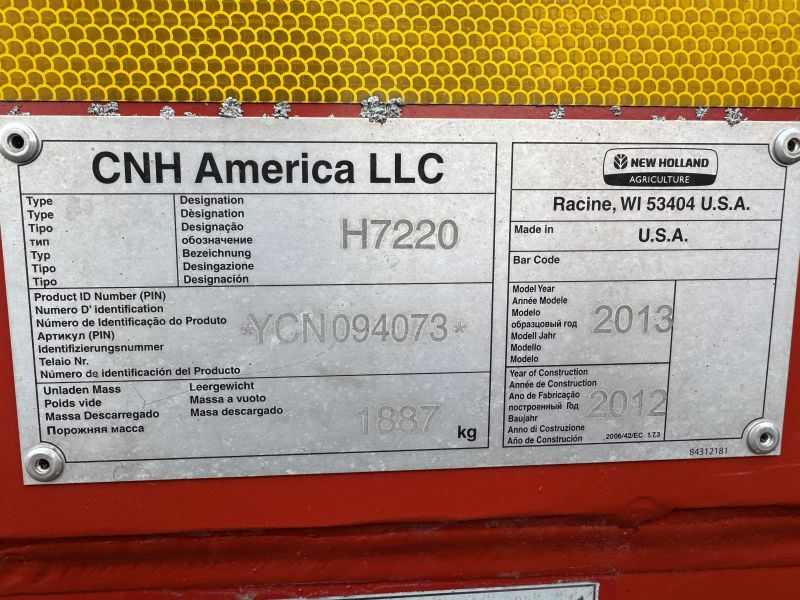 CNH America LLC
Type
Type
Tipo
тип
Typ
Tipo
Tipo
Designation
Dèsignation
Designação
обозначение
Bezeichnung
Desingazione
Designación
H7220
Product ID Number (PIN)
Numero D' identification
Número de Identificação do Produto
Артикул (PIN)
Identifizierungsnummer
Telaio Nr.
Número de identificación del Producto
*YCN094073*
Unladen Mass
Poids vide
Massa Descarregado
Порожняя масса
Leergewicht
Massa a vuoto
Masa descargado
1887
kg
NEW HOLLAND
AGRICULTURE
Racine, WI 53404 U.S.A.
Made in
U.S.A.
Bar Code
Model Year
Année Modele
Modelo
образцовый год
Modell Jahr
Modello
Modelo
2013
Year of Construction
Année de Construction
Ano de Fabricação
построенный Год
Baujahr
Anno di Costruzione
Año de Construción
2012
2006/42/EC 1.7.3
84312181